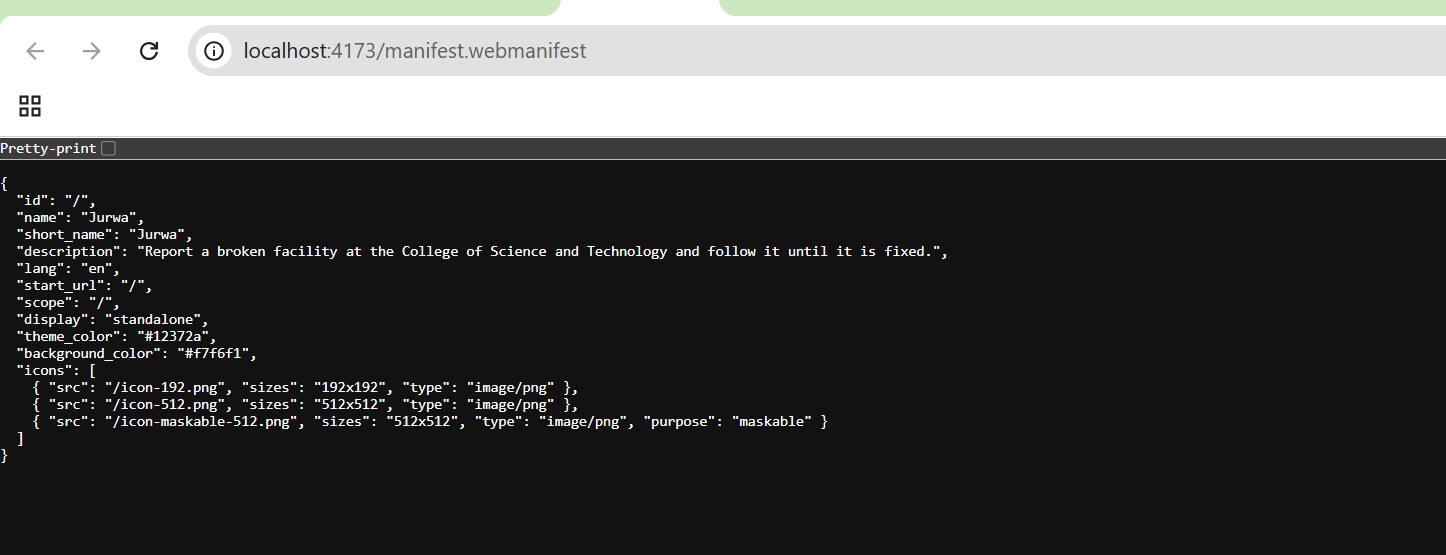 localhost:4173/manifest.webmanifest
Pretty-print
{
  "id": "/",
  "name": "Jurwa",
  "short_name": "Jurwa",
  "description": "Report a broken facility at the College of Science and Technology and follow it until it is fixed.",
  "lang": "en",
  "start_url": "/",
  "scope": "/",
  "display": "standalone",
  "theme_color": "#12372a",
  "background_color": "#f7f6f1",
  "icons": [
    { "src": "/icon-192.png", "sizes": "192x192", "type": "image/png" },
    { "src": "/icon-512.png", "sizes": "512x512", "type": "image/png" },
    { "src": "/icon-maskable-512.png", "sizes": "512x512", "type": "image/png", "purpose": "maskable" }
  ]
}